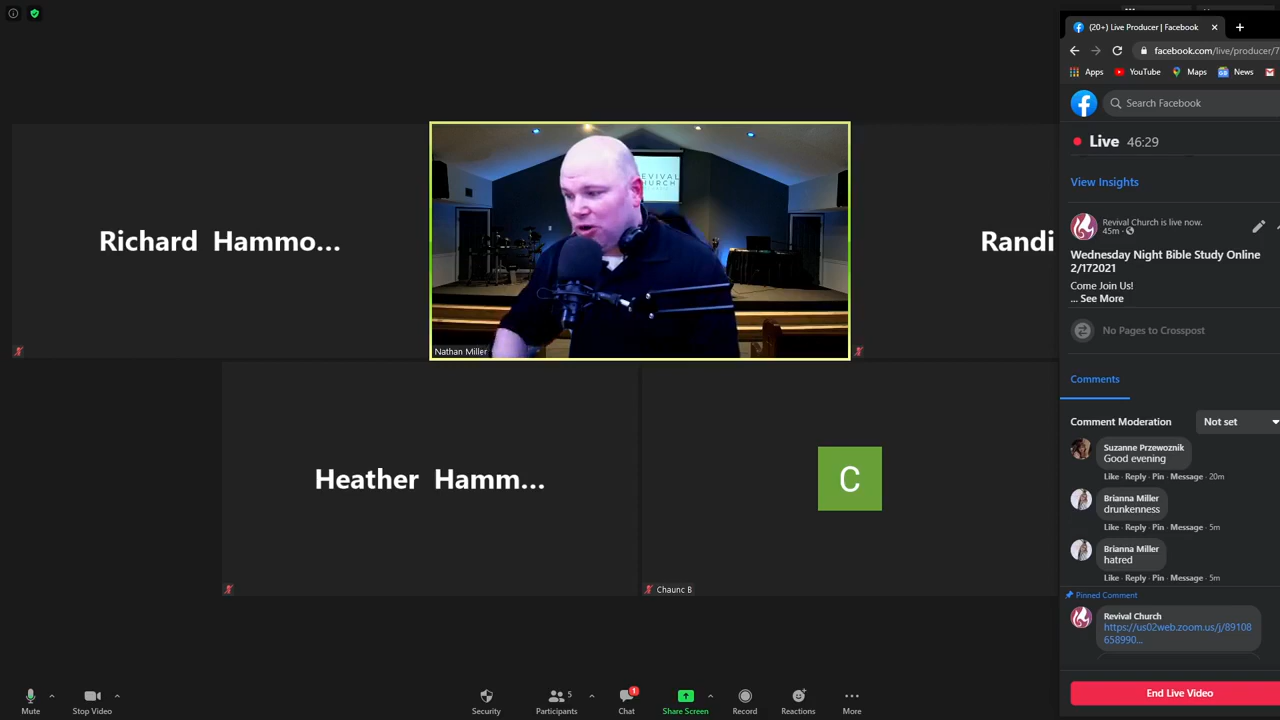 (20+) Live Producer | Facebook
facebook.com/live/producer/7
Apps
YouTube
Maps
News
Search Facebook
Live 46:29
View Insights
Revival Church is live now.
45m ·
Wednesday Night Bible Study Online
2/172021
Come Join Us!
... See More
No Pages to Crosspost
Comments
Comment Moderation
Not set
Suzanne Przewoznik
Good evening
Like · Reply · Pin · Message · 20m
Brianna Miller
drunkenness
Like · Reply · Pin · Message · 5m
Brianna Miller
hatred
Like · Reply · Pin · Message · 5m
Pinned Comment
Revival Church
https://us02web.zoom.us/j/89108
658990...
End Live Video
Richard Hammo...
EVIVAL
HURCH
Nathan Miller
Randi
Heather Hamm...
C
Chaunc B
Mute
Stop Video
Security
Participants
5
Chat
1
Share Screen
Record
Reactions
More